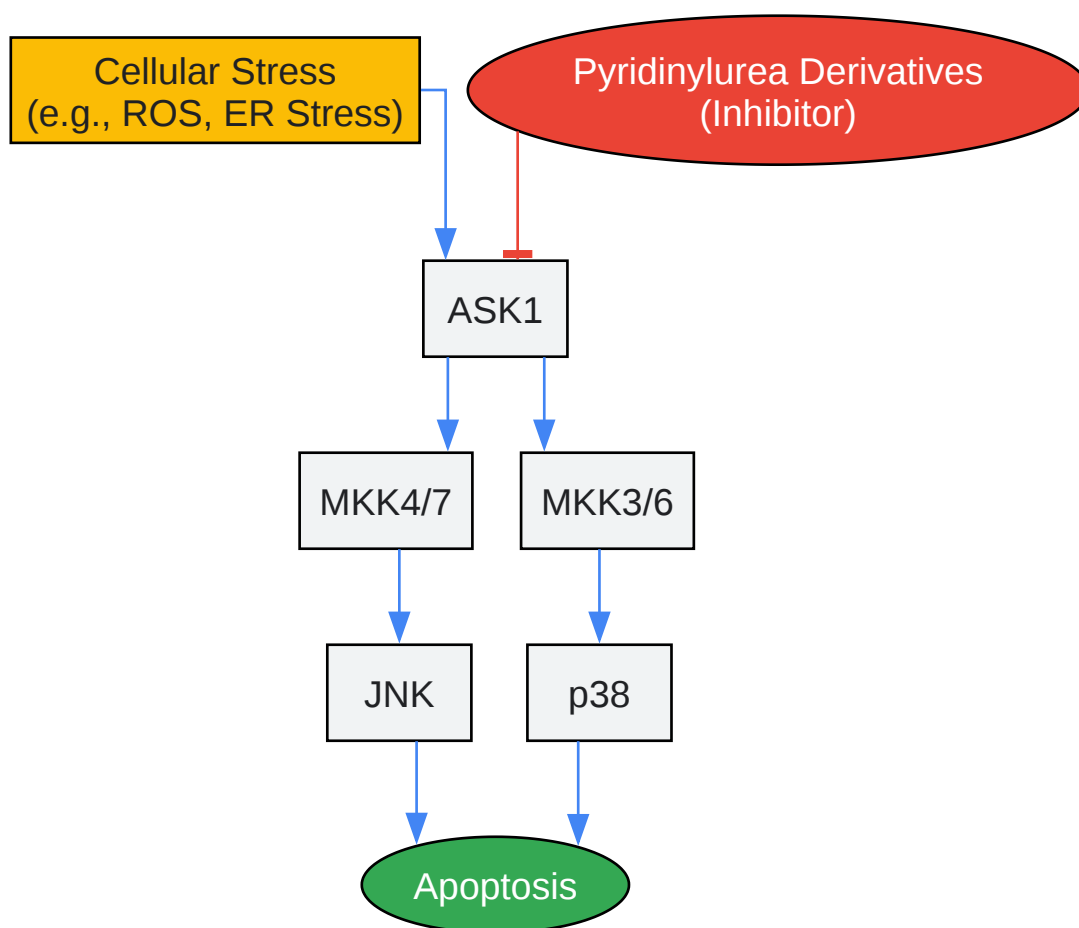 Cellular Stress
(e.g., ROS, ER Stress)
Pyridinylurea Derivatives
(Inhibitor)
ASK1
MKK4/7
MKK3/6
JNK
p38
Apoptosis